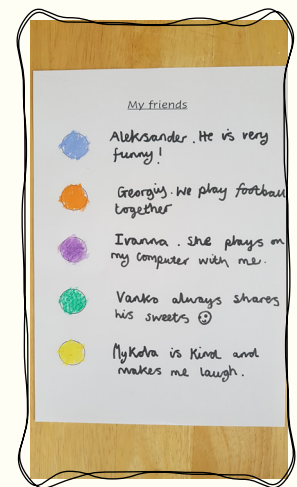 My friends
Aleksander. He is very
funny!
Georgiy. We play football
together
Ivanna. She plays on
my computer with me.
Vanko always shares
his sweets ☺
Mykola is kind and
makes me laugh.